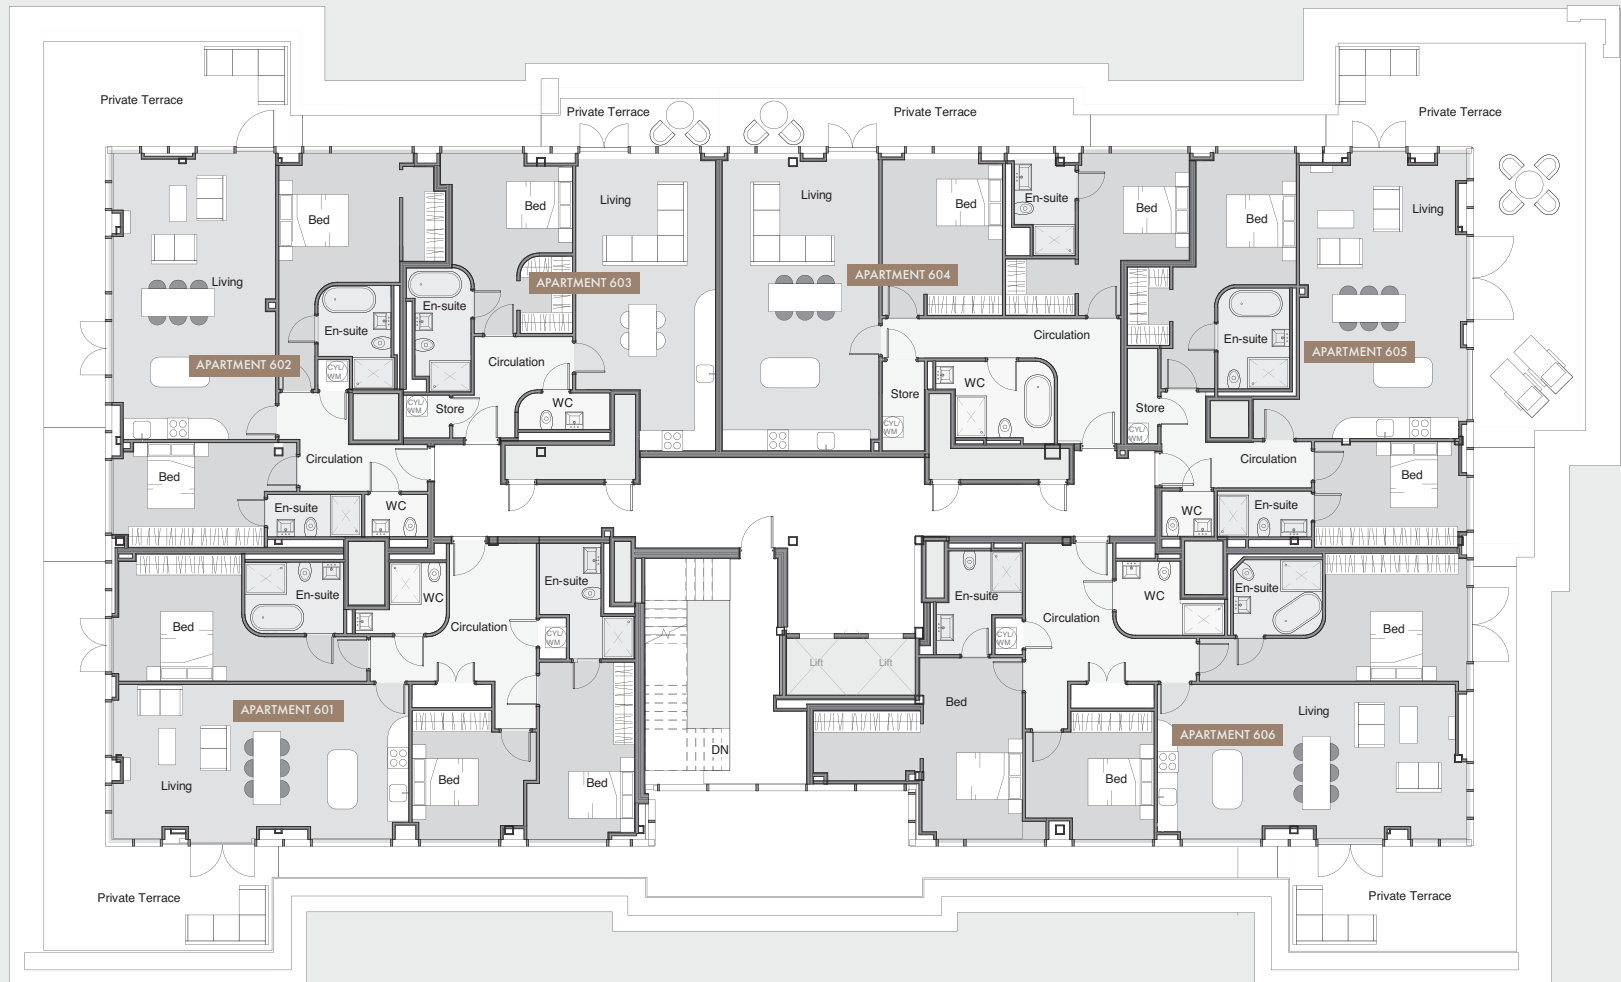 Private Terrace
Private Terrace
Private Terrace
Private Terrace
Living
Bed
Bed
Living
Living
Bed
En-suite
Bed
Bed
Living
APARTMENT 602
En-suite
CYL/
WM
En-suite
APARTMENT 603
Circulation
CYL/
WM
Store
WC
APARTMENT 604
Circulation
WC
Store
CYL/
WM
Store
CYL/
WM
En-suite
APARTMENT 605
Bed
Circulation
En-suite
WC
Circulation
Bed
WC
En-suite
Bed
En-suite
WC
Circulation
En-suite
CYL/
WM
APARTMENT 601
Living
Bed
Bed
DN
Lift
Lift
En-suite
CYL/
WM
Circulation
WC
En-suite
Bed
Bed
Bed
APARTMENT 606
Living
Private Terrace
Private Terrace